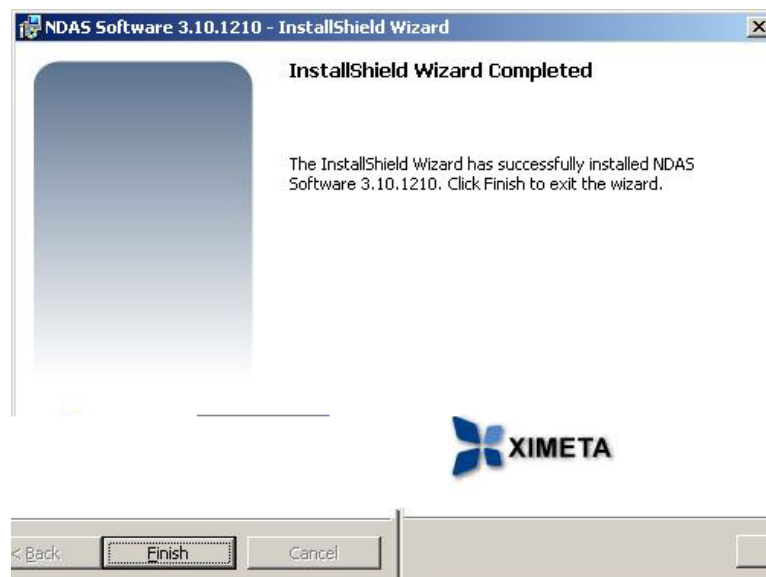 NDAS Software 3.10.1210 - InstallShield Wizard
InstallShield Wizard Completed
The InstallShield Wizard has successfully installed NDAS
Software 3.10.1210. Click Finish to exit the wizard.
XIMETA
< Back
Finish
Cancel